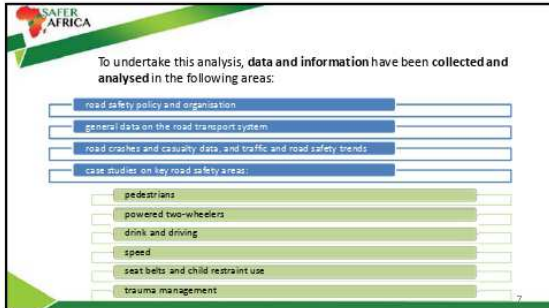 SAFER
AFRICA
To undertake this analysis, data and information have been collected and
analysed in the following areas:
road safety policy and organisation
general data on the road transport system
road crashes and casualty data, and traffic and road safety trends
case studies on key road safety areas:
pedestrians
powered two-wheelers
drink and driving
speed
seat belts and child restraint use
trauma management
7